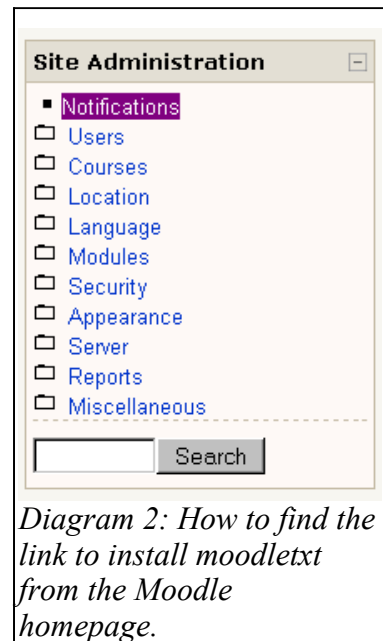 Site Administration
Notifications
Users
Courses
Location
Language
Modules
Security
Appearance
Server
Reports
Miscellaneous
Search
Diagram 2: How to find the
link to install moodletxt
from the Moodle
homepage.